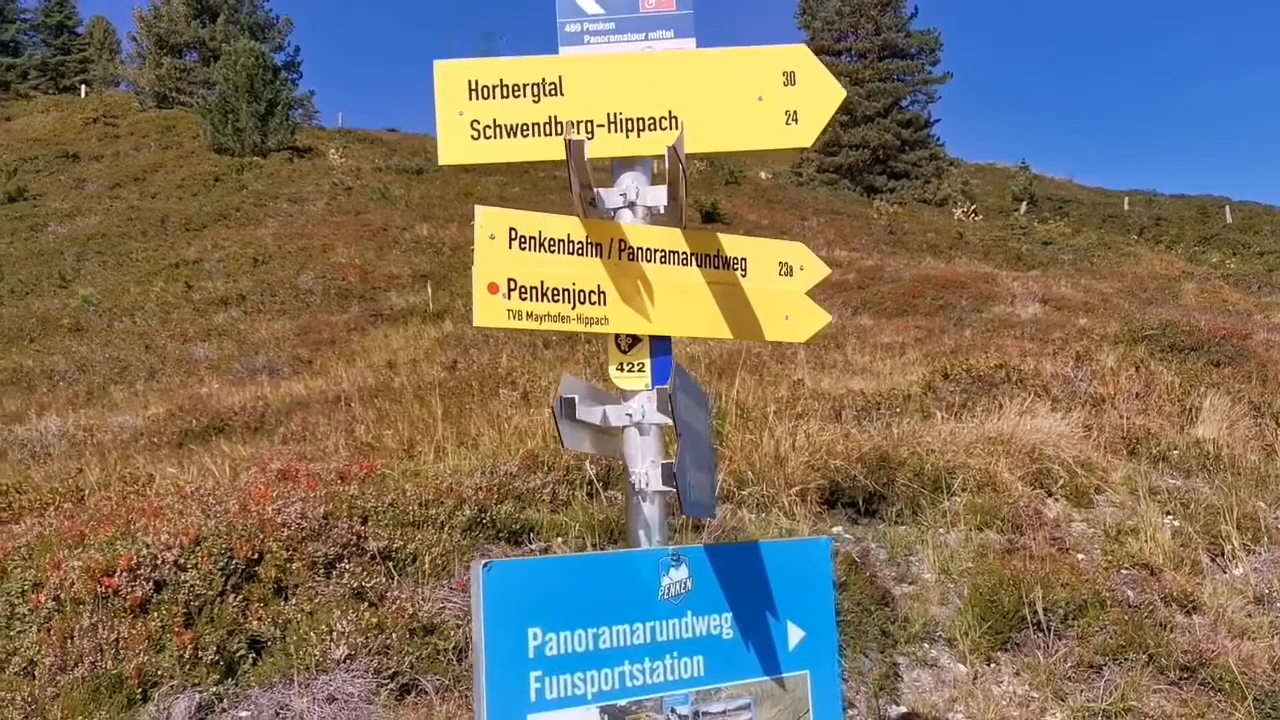 489 Penken
Panoramatour mittel
Horbergtal 30
Schwendberg-Hippach 24
Penkenbahn / Panoramarundweg 23a
Penkenjoch
TVB Mayrhofen-Hippach
422
PENKEN
Panoramarundweg
Funsportstation